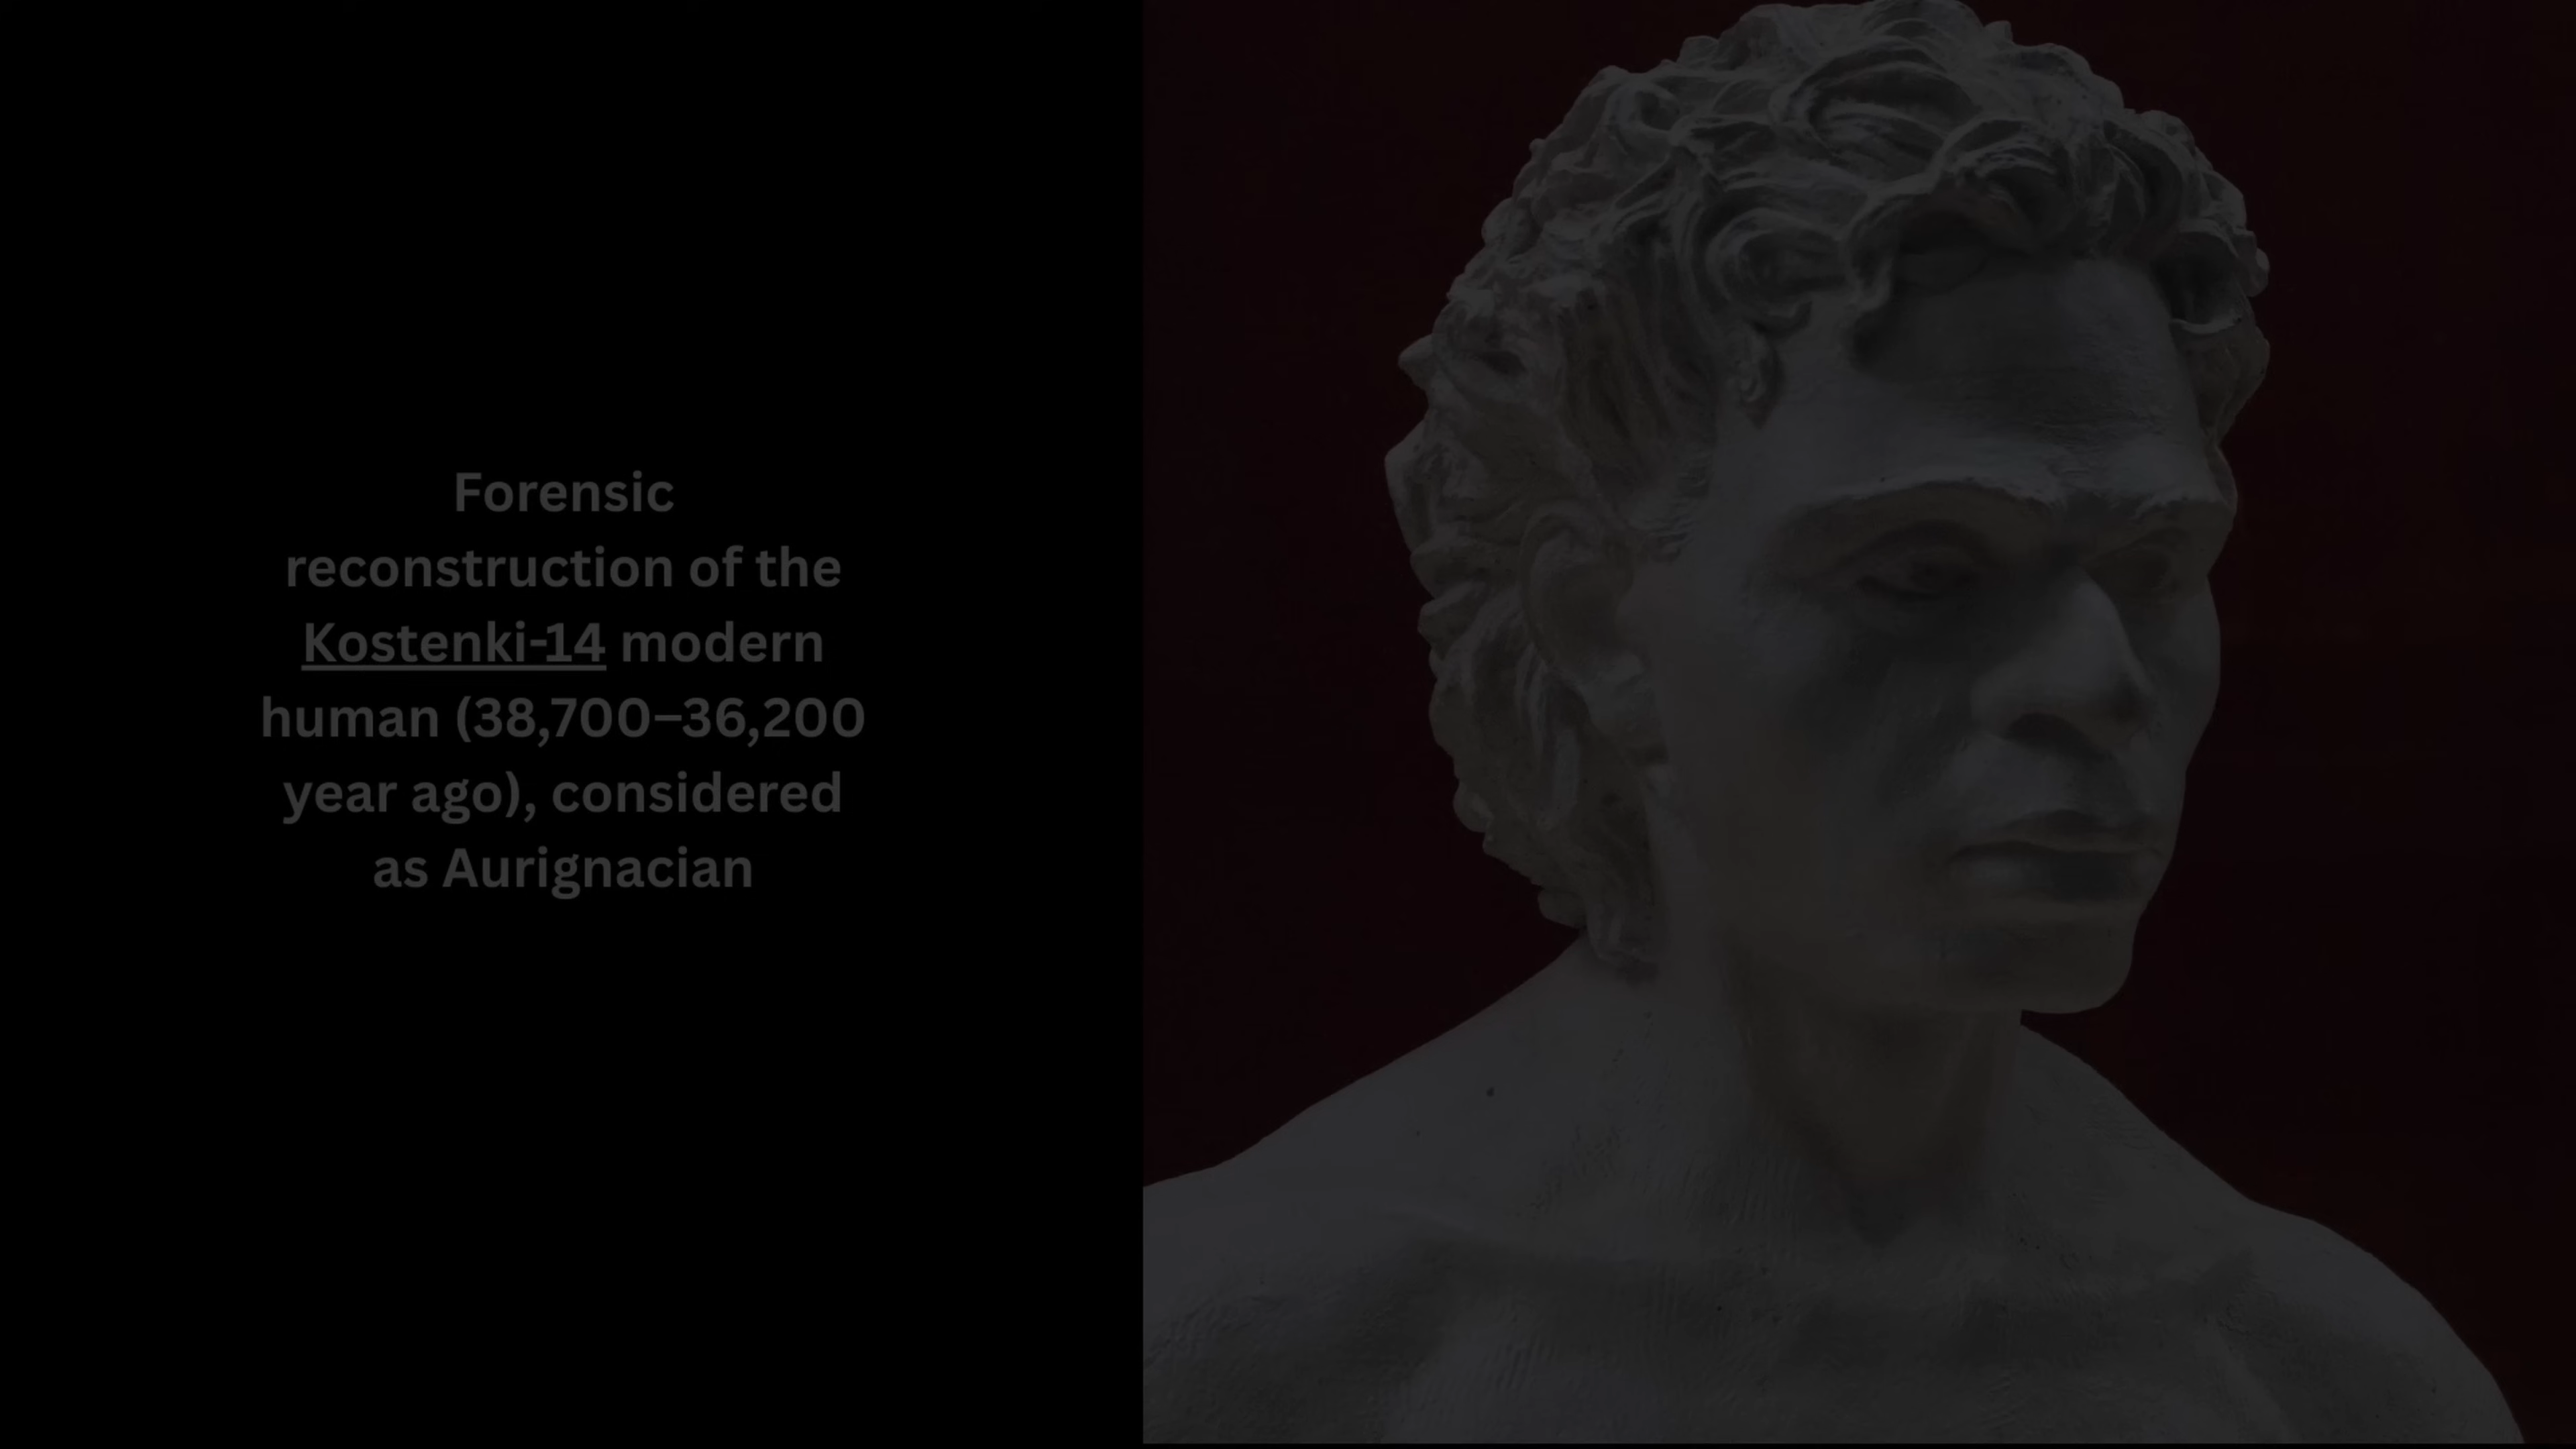 Forensic
reconstruction of the
Kostenki-14 modern
human (38,700–36,200
year ago), considered
as Aurignacian